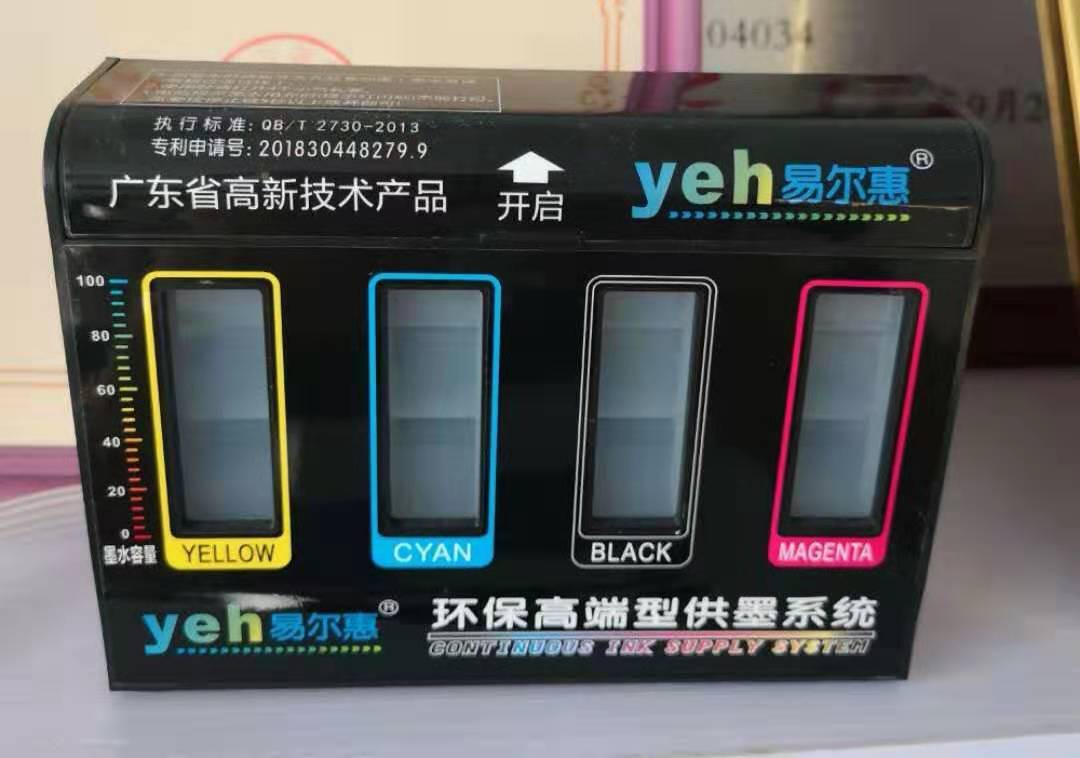 04034
9月2
执行标准: QB/T 2730-2013
专利申请号: 201830448279.9
广东省高新技术产品
开启
yeh易尔惠®
100
80
60
40
20
0
墨水容量
YELLOW
CYAN
BLACK
MAGENTA
yeh易尔惠®
环保高端型供墨系统
CONTINUOUS INK SUPPLY SYSTEM